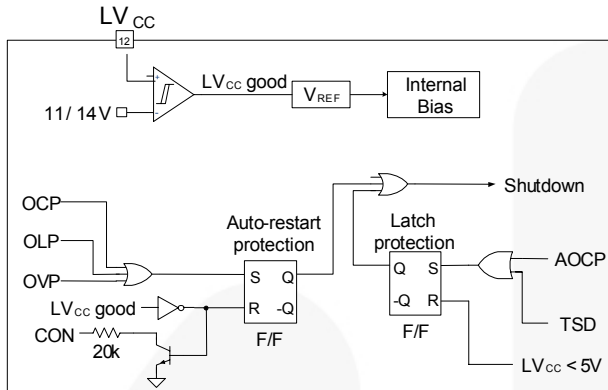 LVCC
12
LVCC good
11 / 14 V
VREF
Internal
Bias
OCP
OLP
OVP
Auto-restart
protection
Latch
protection
Shutdown
S Q
R -Q
F/F
Q S
-Q R
F/F
AOCP
TSD
LVCC good
CON
20k
LVCC < 5V
+
-